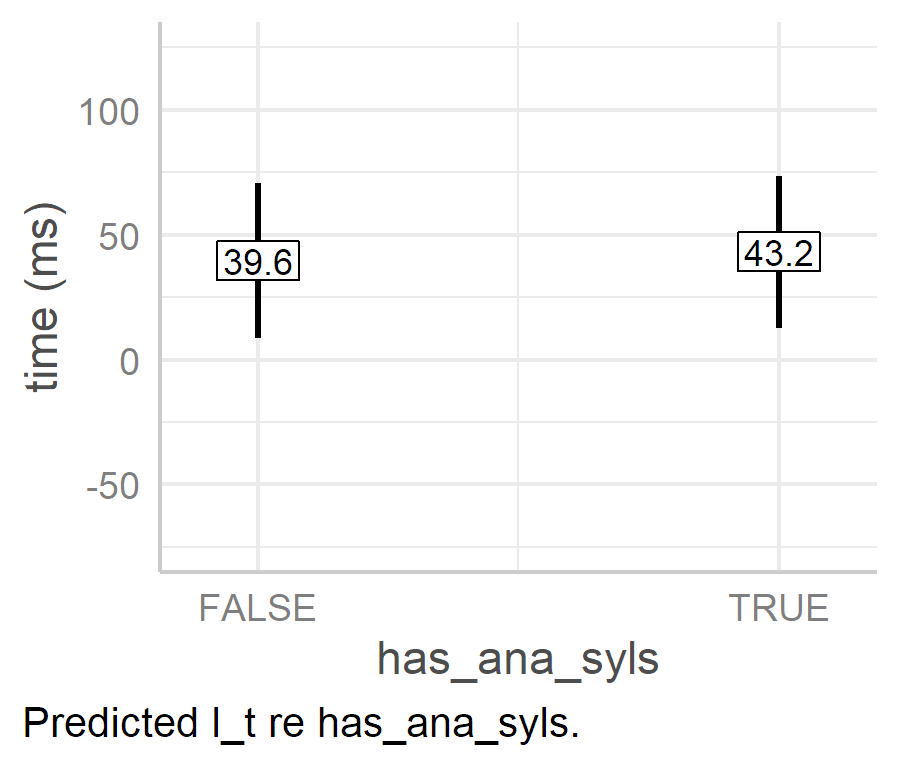 100
50
0
-50
time (ms)
39.6
43.2
FALSE
TRUE
has_ana_syls
Predicted l_t re has_ana_syls.